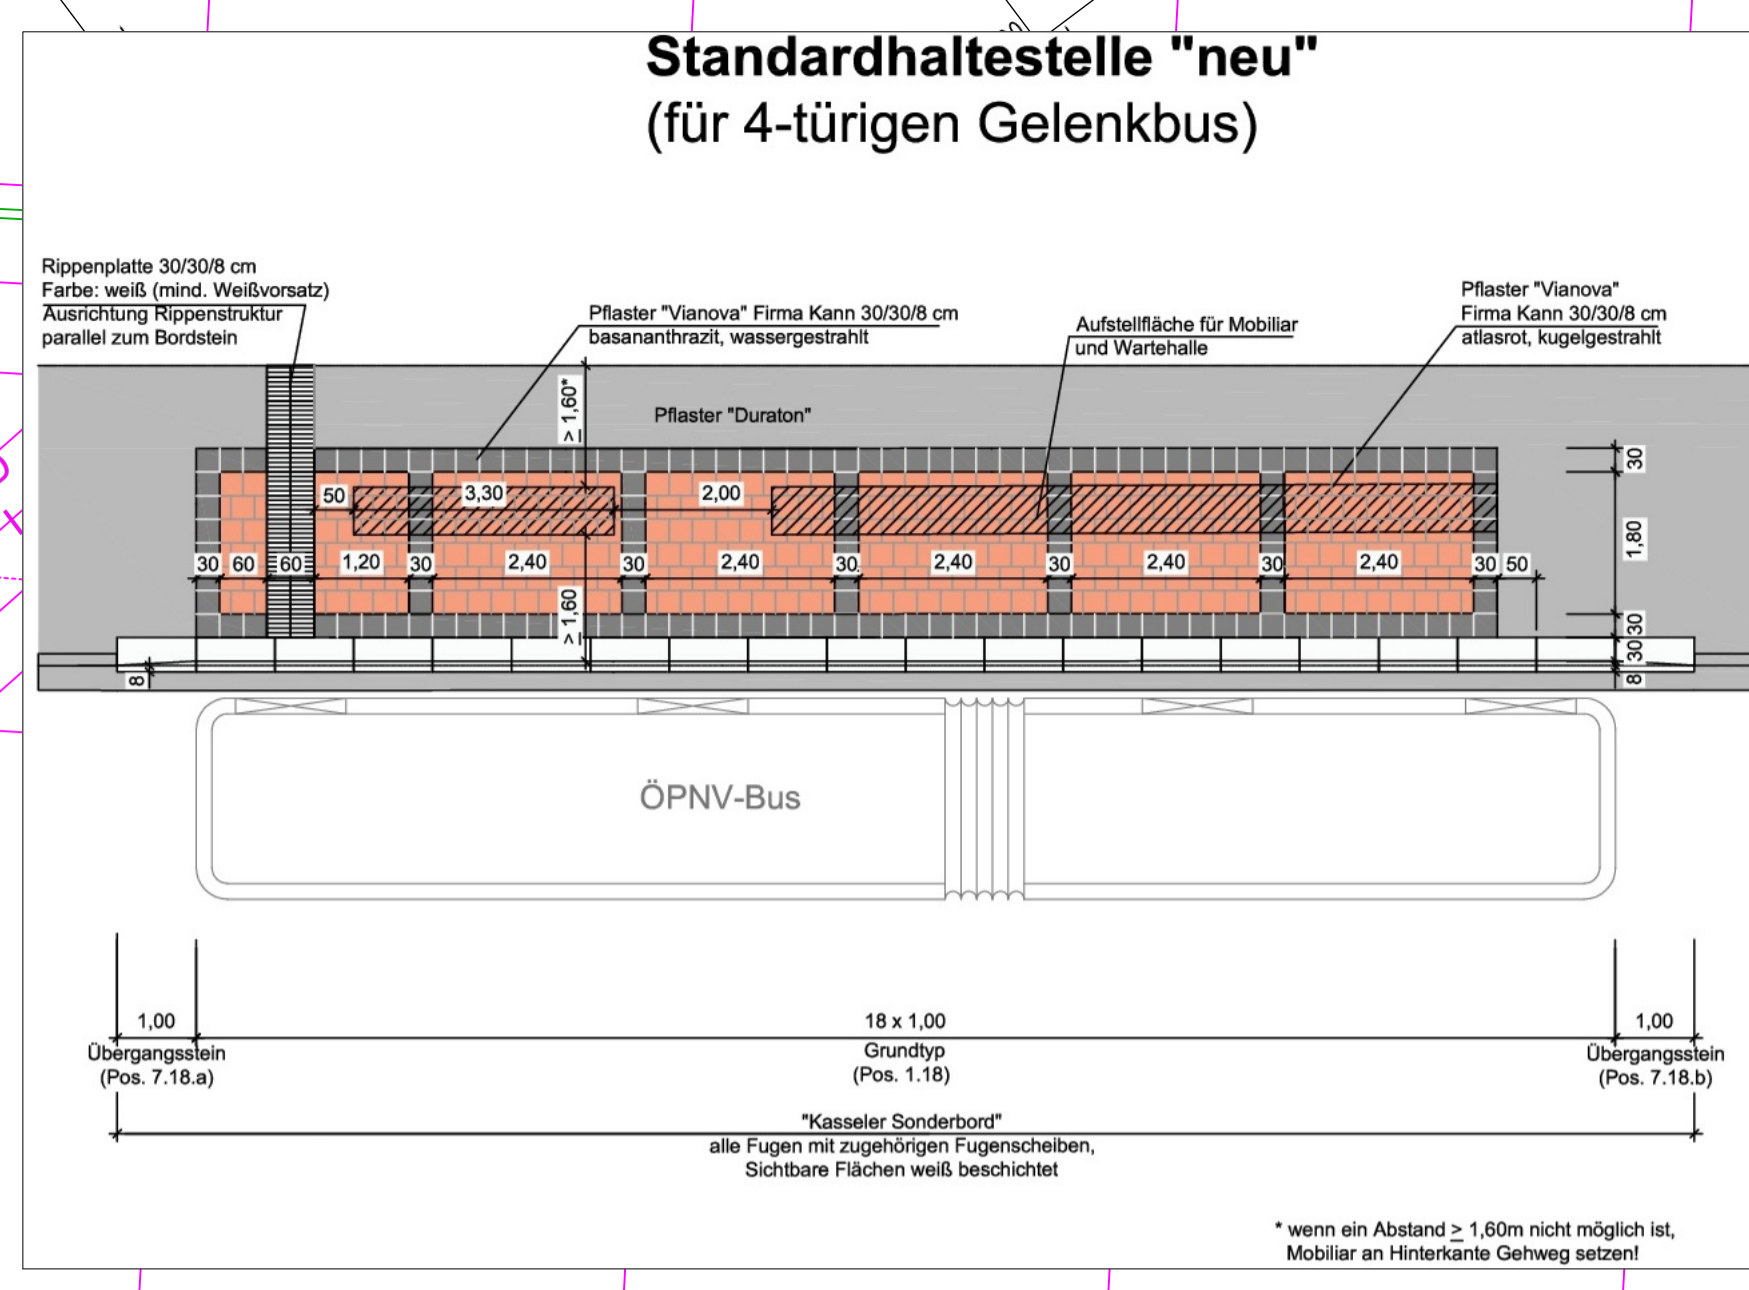 Standardhaltestelle "neu"
(für 4-türigen Gelenkbus)
Rippenplatte 30/30/8 cm
Farbe: weiß (mind. Weißvorsatz)
Ausrichtung Rippenstruktur
parallel zum Bordstein
Pflaster "Vianova" Firma Kann 30/30/8 cm
basananthrazit, wassergestrahlt
Aufstellfläche für Mobiliar
und Wartehalle
Pflaster "Vianova"
Firma Kann 30/30/8 cm
atlasrot, kugelgestrahlt
≥ 1,60*
Pflaster "Duraton"
50
3,30
2,00
30
1,80
30
30
8
30 60 60 1,20 30 2,40 30 2,40 30 2,40 30 2,40 30 2,40 30 50
≥ 1,60
8
ÖPNV-Bus
1,00
18 x 1,00
1,00
Übergangsstein
(Pos. 7.18.a)
Grundtyp
(Pos. 1.18)
Übergangsstein
(Pos. 7.18.b)
"Kasseler Sonderbord"
alle Fugen mit zugehörigen Fugenscheiben,
Sichtbare Flächen weiß beschichtet
* wenn ein Abstand ≥ 1,60m nicht möglich ist,
Mobiliar an Hinterkante Gehweg setzen!